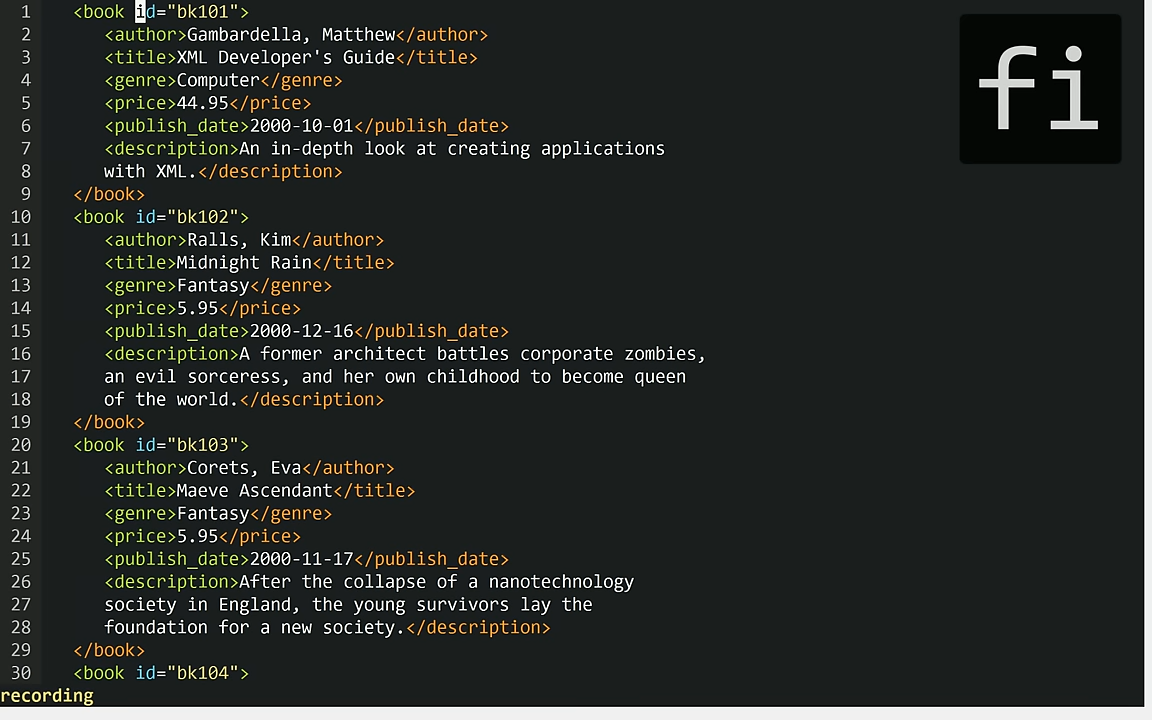 1 <book id="bk101">
2 <author>Gambardella, Matthew</author>
3 <title>XML Developer's Guide</title>
4 <genre>Computer</genre>
5 <price>44.95</price>
6 <publish_date>2000-10-01</publish_date>
7 <description>An in-depth look at creating applications
8 with XML.</description>
9 </book>
10 <book id="bk102">
11 <author>Ralls, Kim</author>
12 <title>Midnight Rain</title>
13 <genre>Fantasy</genre>
14 <price>5.95</price>
15 <publish_date>2000-12-16</publish_date>
16 <description>A former architect battles corporate zombies,
17 an evil sorceress, and her own childhood to become queen
18 of the world.</description>
19 </book>
20 <book id="bk103">
21 <author>Corets, Eva</author>
22 <title>Maeve Ascendant</title>
23 <genre>Fantasy</genre>
24 <price>5.95</price>
25 <publish_date>2000-11-17</publish_date>
26 <description>After the collapse of a nanotechnology
27 society in England, the young survivors lay the
28 foundation for a new society.</description>
29 </book>
30 <book id="bk104">
recording
fi